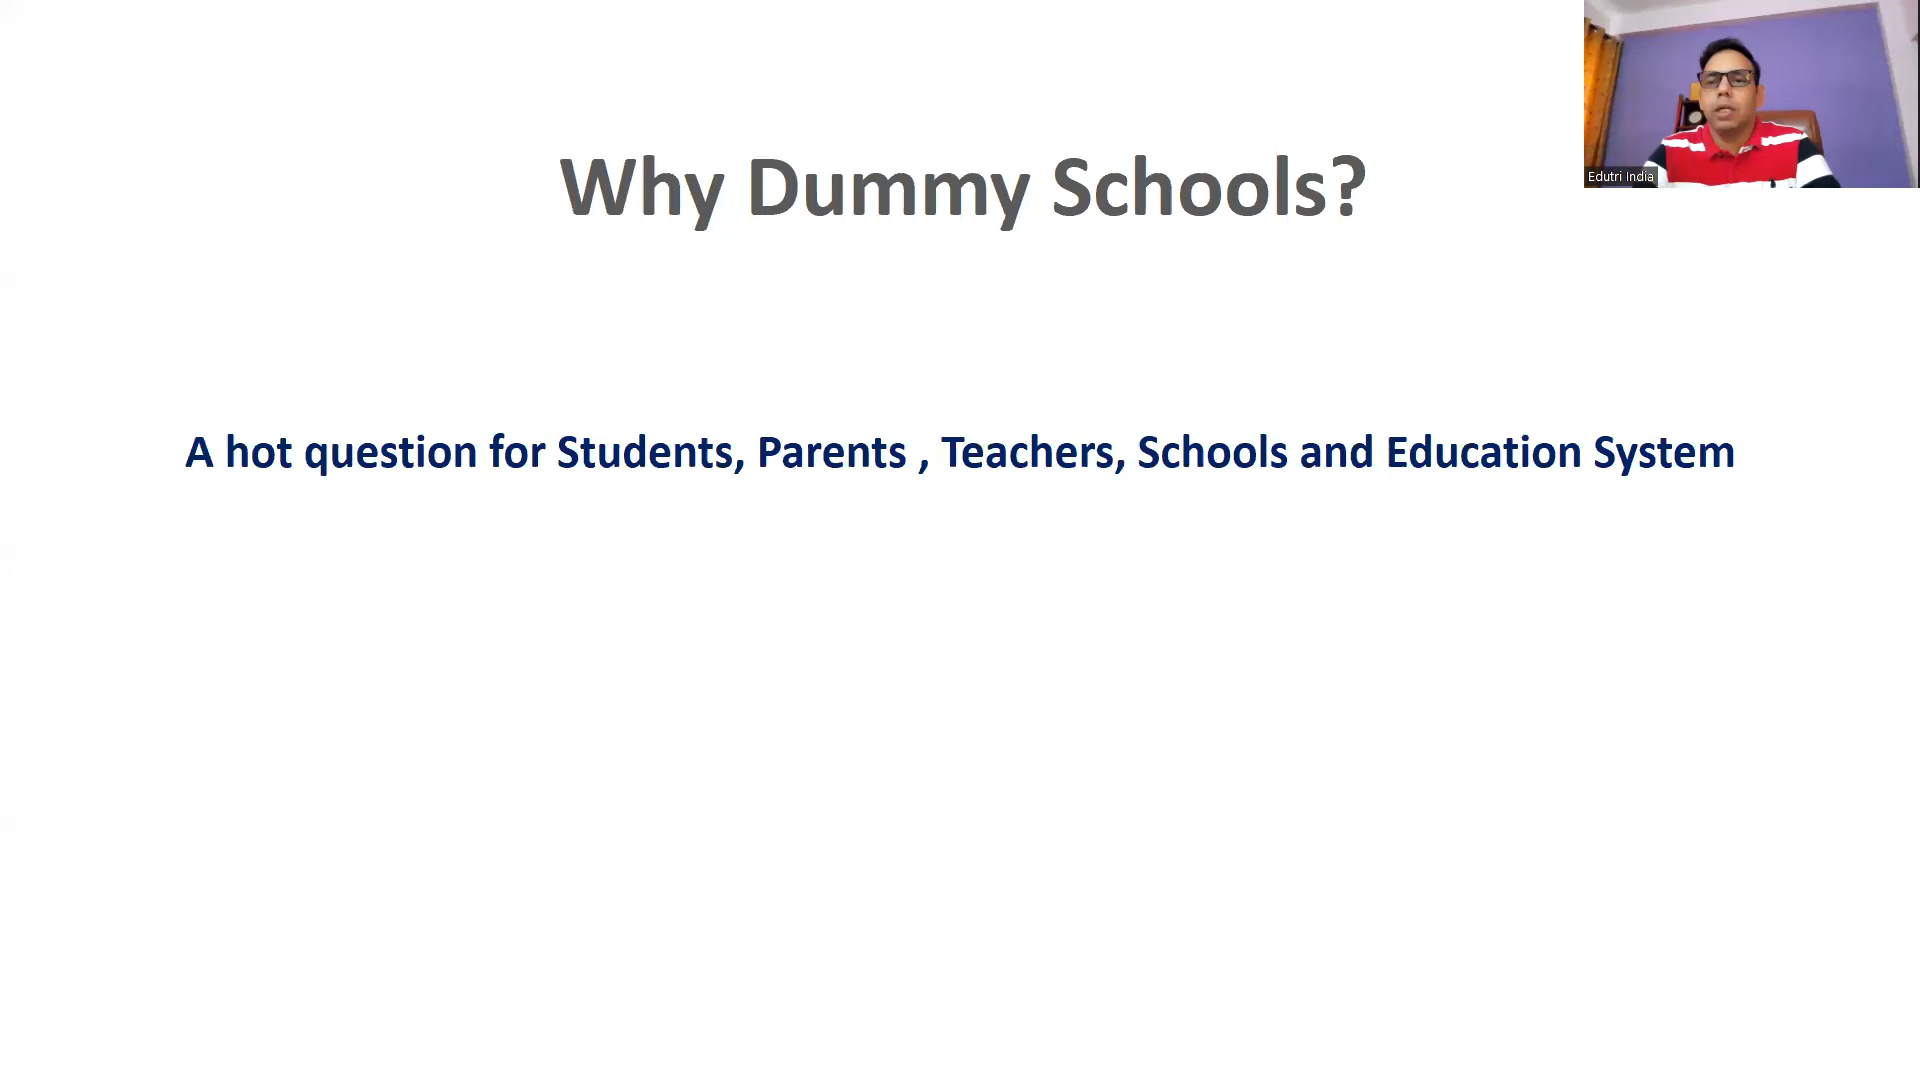 Why Dummy Schools?
Edutri India
A hot question for Students, Parents , Teachers, Schools and Education System